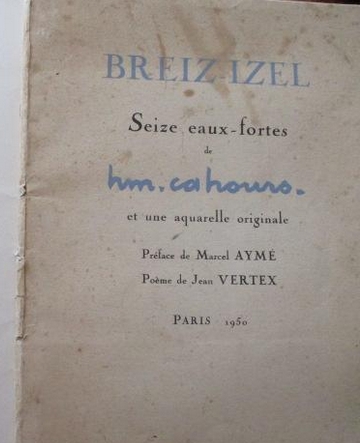 BREIZ-IZEL
Seize eaux-fortes
de
hm.cahours.
et une aquarelle originale
Préface de Marcel AYMÉ
Poème de Jean VERTEX
PARIS 1950